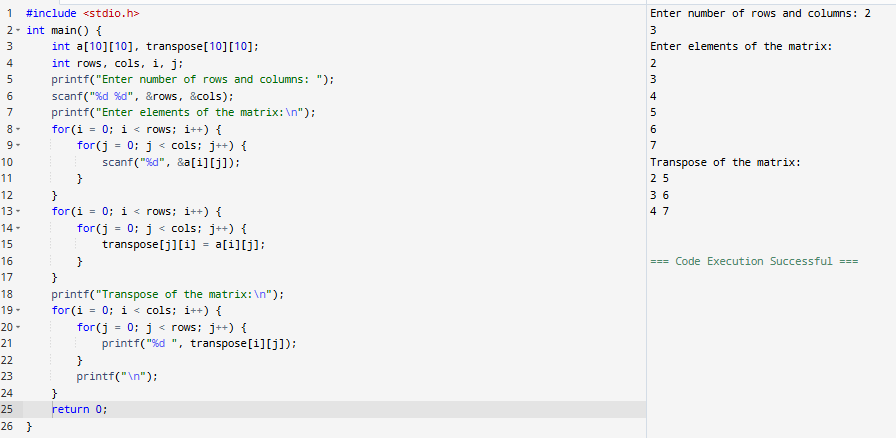 1 #include <stdio.h>
2 int main() {
3 int a[10][10], transpose[10][10];
4 int rows, cols, i, j;
5 printf("Enter number of rows and columns: ");
6 scanf("%d %d", &rows, &cols);
7 printf("Enter elements of the matrix:\n");
8 for(i = 0; i < rows; i++) {
9 for(j = 0; j < cols; j++) {
10 scanf("%d", &a[i][j]);
11 }
12 }
13 for(i = 0; i < rows; i++) {
14 for(j = 0; j < cols; j++) {
15 transpose[j][i] = a[i][j];
16 }
17 }
18 printf("Transpose of the matrix:\n");
19 for(i = 0; i < cols; i++) {
20 for(j = 0; j < rows; j++) {
21 printf("%d ", transpose[i][j]);
22 }
23 printf("\n");
24 }
25 return 0;
26 }
Enter number of rows and columns: 2
3
Enter elements of the matrix:
2
3
4
5
6
7
Transpose of the matrix:
2 5
3 6
4 7
=== Code Execution Successful ===